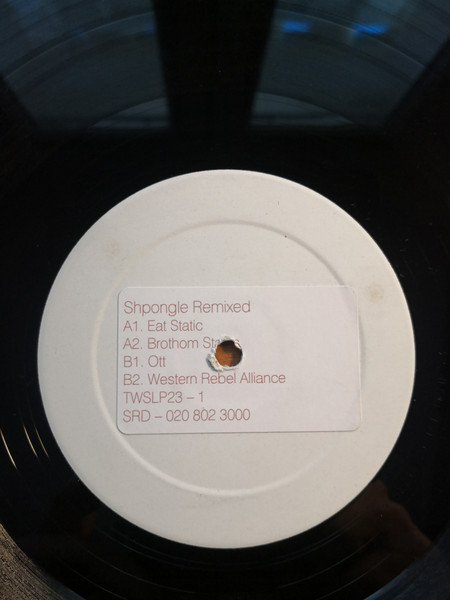 Shpongle Remixed
A1. Eat Static
A2. Brothom
B1. Ott
B2. Western Rebel Alliance
TWSLP23 – 1
SRD – 020 802 3000